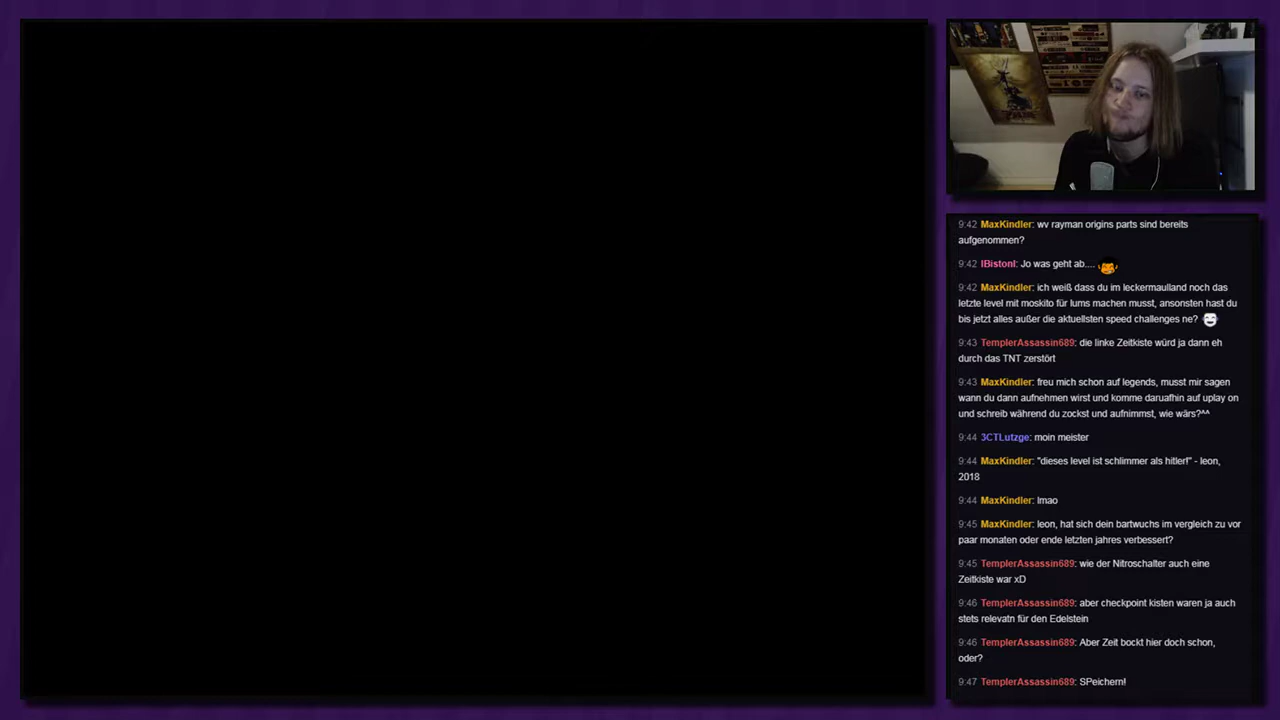 9:42 MaxKindler: wv rayman origins parts sind bereits
aufgenommen?
9:42 IBistonI: Jo was geht ab....
9:42 MaxKindler: ich weiß dass du im leckermaulland noch das
letzte level mit moskito für lums machen musst, ansonsten hast du
bis jetzt alles außer die aktuellsten speed challenges ne?
9:43 TemplerAssassin689: die linke Zeitkiste würd ja dann eh
durch das TNT zerstört
9:43 MaxKindler: freu mich schon auf legends, musst mir sagen
wann du dann aufnehmen wirst und komme daruafhin auf uplay on
und schreib während du zockst und aufnimmst, wie wärs?^^
9:44 3CTLutzge: moin meister
9:44 MaxKindler: "dieses level ist schlimmer als hitler!" - leon,
2018
9:44 MaxKindler: lmao
9:45 MaxKindler: leon, hat sich dein bartwuchs im vergleich zu vor
paar monaten oder ende letzten jahres verbessert?
9:45 TemplerAssassin689: wie der Nitroschalter auch eine
Zeitkiste war xD
9:46 TemplerAssassin689: aber checkpoint kisten waren ja auch
stets relevatn für den Edelstein
9:46 TemplerAssassin689: Aber Zeit bockt hier doch schon,
oder?
9:47 TemplerAssassin689: SPeichern!